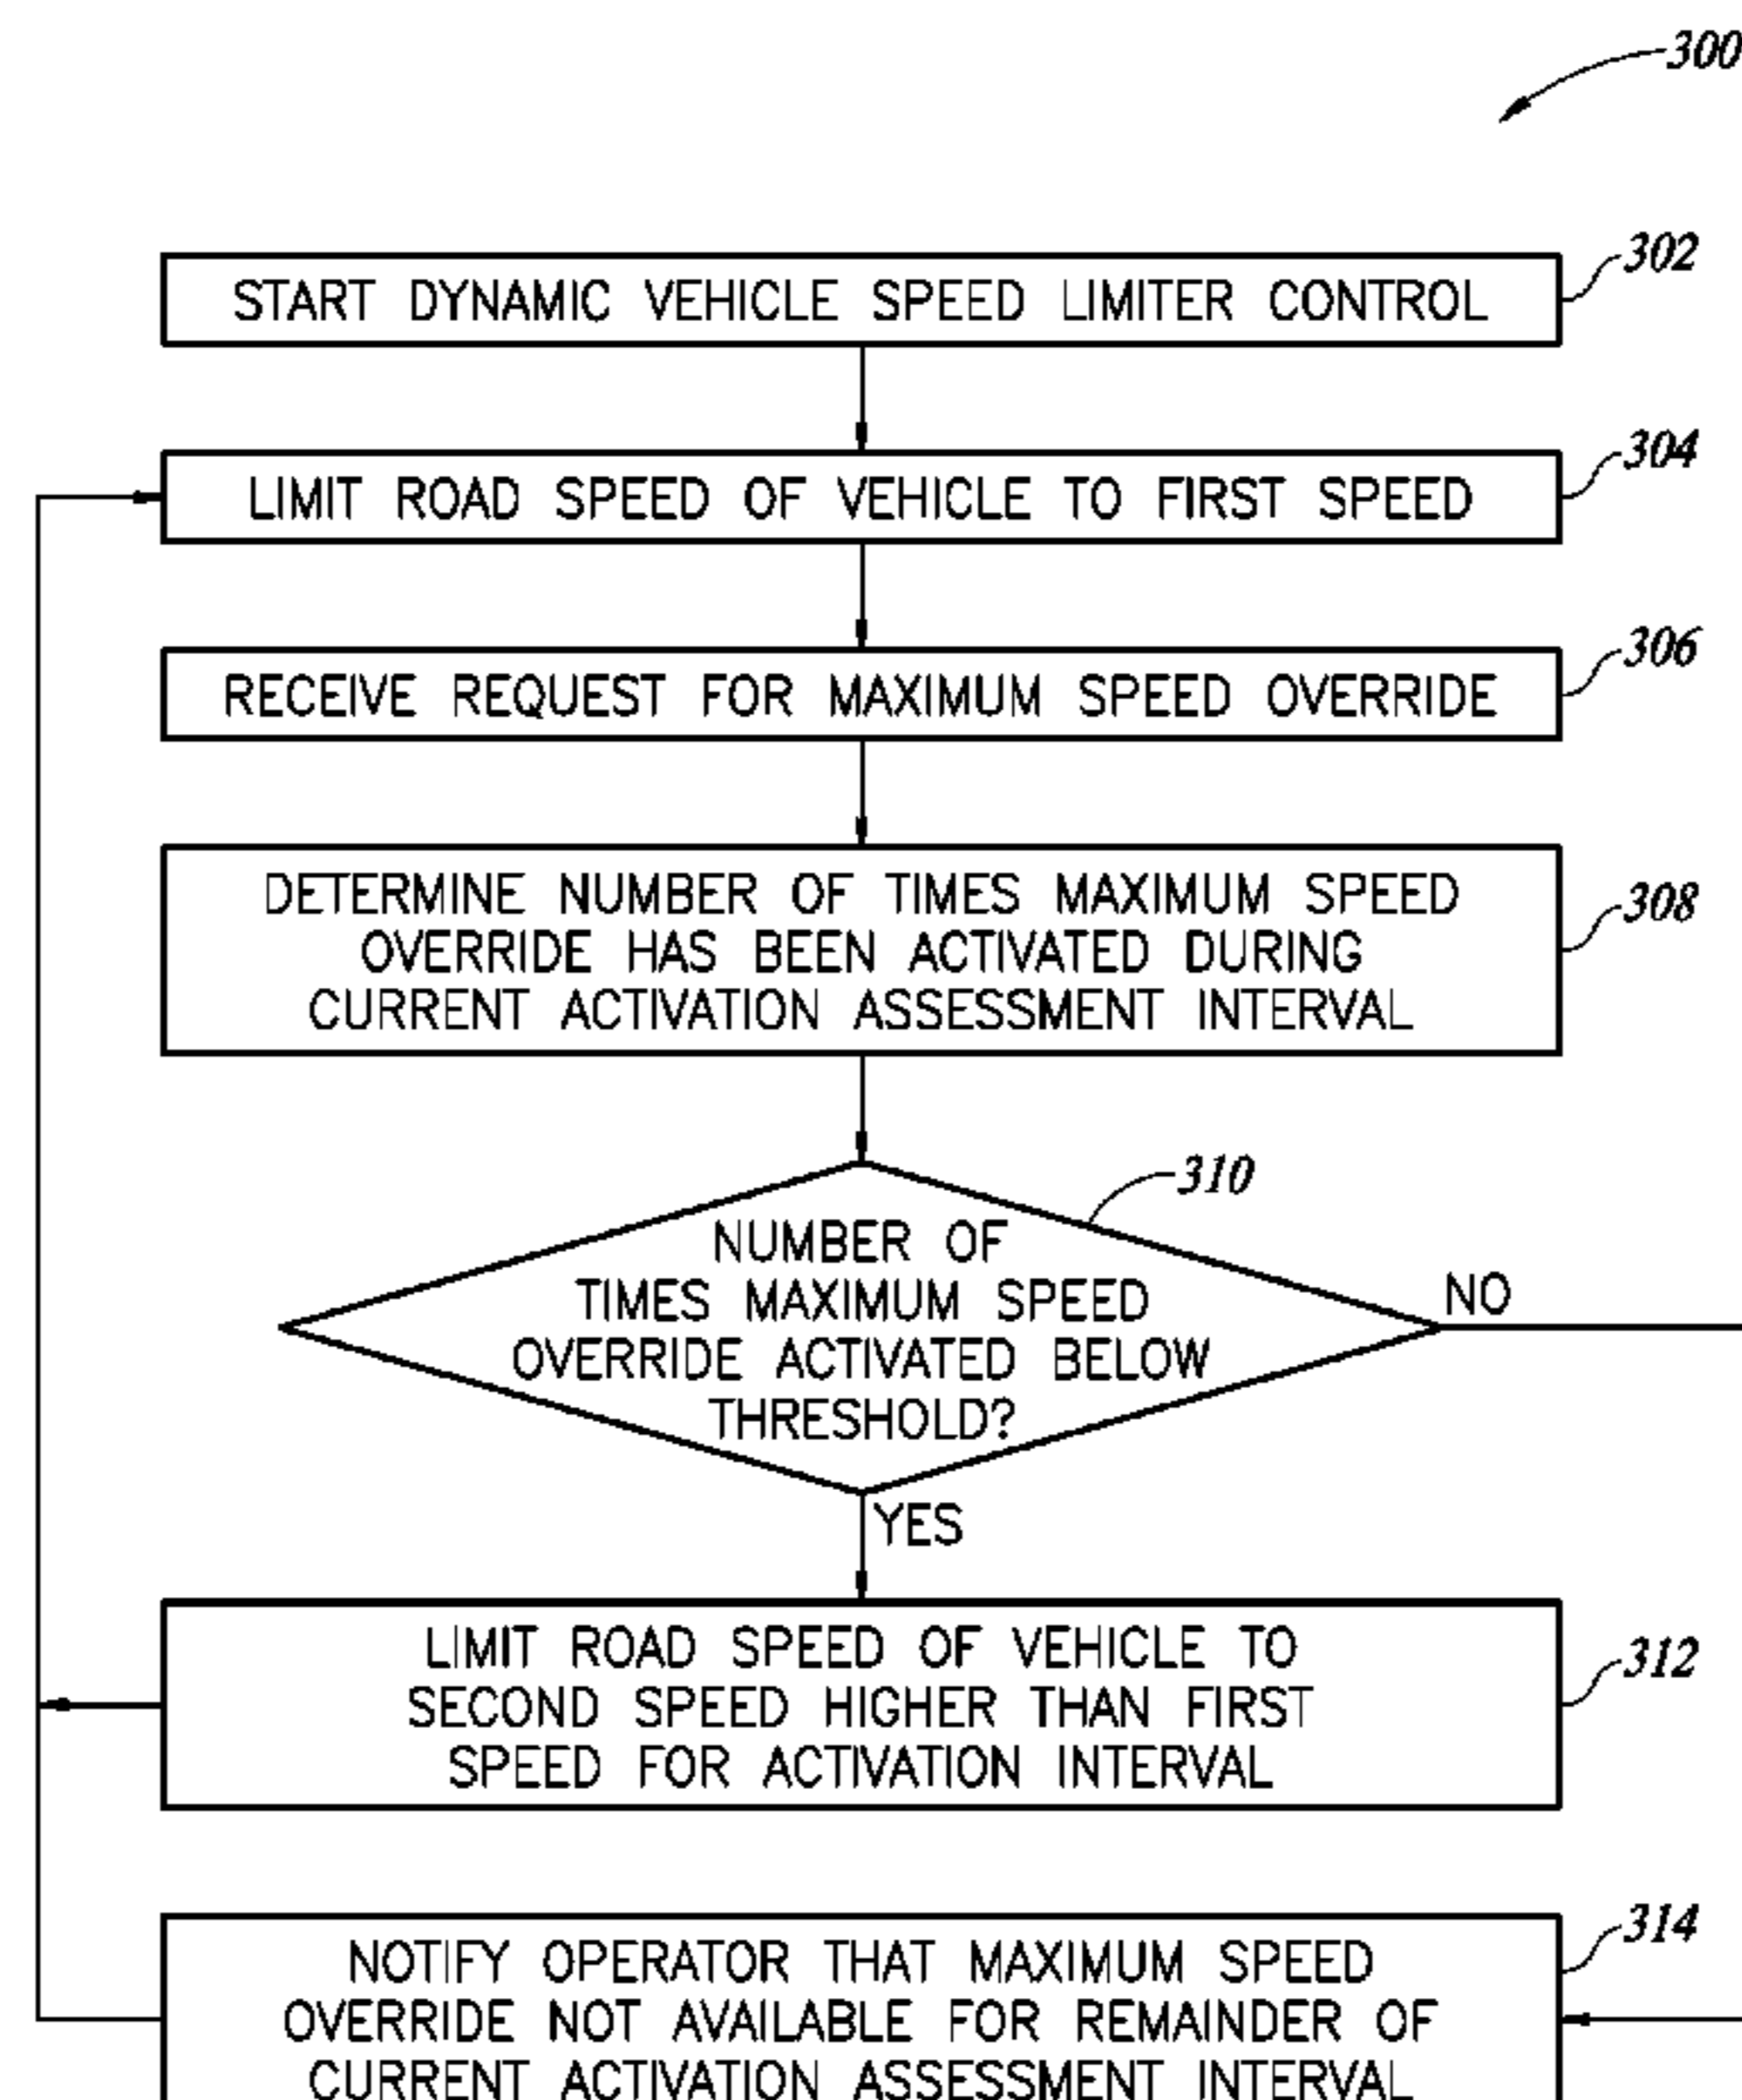 300
302
START DYNAMIC VEHICLE SPEED LIMITER CONTROL
304
LIMIT ROAD SPEED OF VEHICLE TO FIRST SPEED
306
RECEIVE REQUEST FOR MAXIMUM SPEED OVERRIDE
DETERMINE NUMBER OF TIMES MAXIMUM SPEED
308
OVERRIDE HAS BEEN ACTIVATED DURING
CURRENT ACTIVATION ASSESSMENT INTERVAL
310
NUMBER OF
TIMES MAXIMUM SPEED
NO
OVERRIDE ACTIVATED BELOW
THRESHOLD?
YES
LIMIT ROAD SPEED OF VEHICLE TO
312
SECOND SPEED HIGHER THAN FIRST
SPEED FOR ACTIVATION INTERVAL
314
NOTIFY OPERATOR THAT MAXIMUM SPEED
OVERRIDE NOT AVAILABLE FOR REMAINDER OF
CURRENT ACTIVATION ASSESSMENT INTERVAL